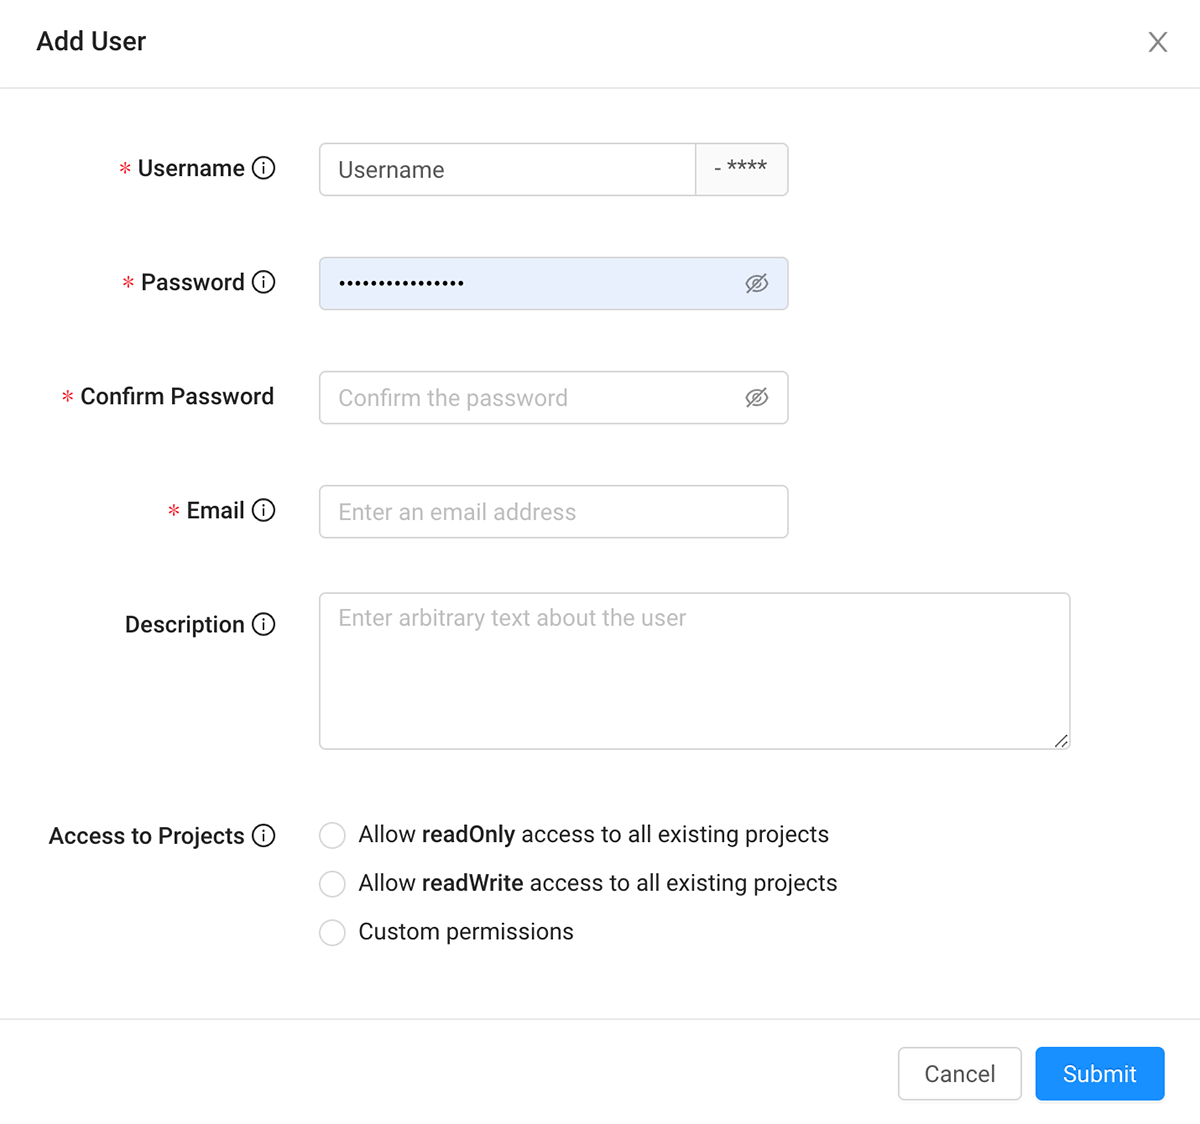 Add User
* Username
Username
- ****
* Password
••••••••••••••••
* Confirm Password
Confirm the password
* Email
Enter an email address
Description
Enter arbitrary text about the user
Access to Projects
Allow readOnly access to all existing projects
Allow readWrite access to all existing projects
Custom permissions
Cancel
Submit